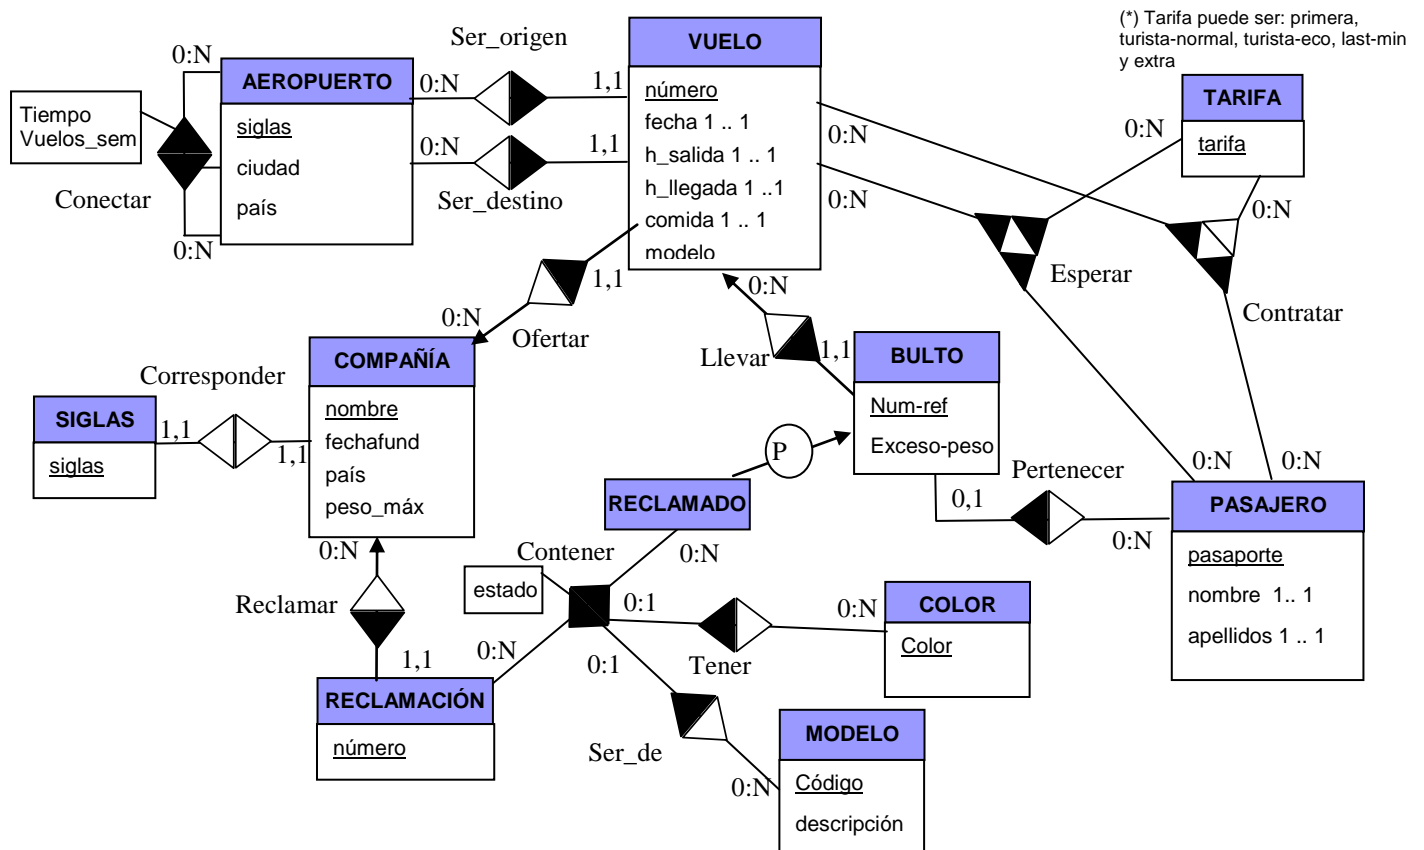 (*) Tarifa puede ser: primera,
turista-normal, turista-eco, last-min
y extra
Ser_origen
VUELO
0:N
AEROPUERTO
0:N
1,1
TARIFA
Tiempo
Vuelos_sem
siglas
número
0:N
0:N
tarifa
fecha 1 .. 1
ciudad
0:N
1,1
h_salida 1 .. 1
Conectar
país
Ser_destino
h_llegada 1 ..1
0:N
0:N
0:N
comida 1 .. 1
modelo
1,1
0:N
Esperar
Contratar
0:N
Ofertar
Llevar
1,1
BULTO
COMPAÑÍA
Corresponder
SIGLAS
1,1
siglas
1,1
nombre
fechafund
país
peso_máx
Num-ref
Exceso-peso
P
Pertenecer
0:N
0:N
RECLAMADO
0,1
0:N
PASAJERO
0:N
Contener
0:N
pasaporte
nombre 1.. 1
apellidos 1 .. 1
estado
Reclamar
0:1
0:N
COLOR
Color
Tener
0:N
0:1
1,1
RECLAMACIÓN
número
Ser_de
0:N
MODELO
Código
descripción